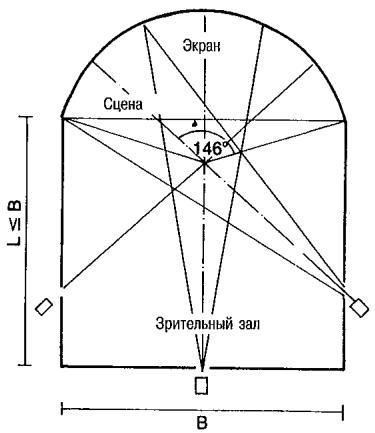 Экран
Сцена
146°
L ≤ B
Зрительный зал
B